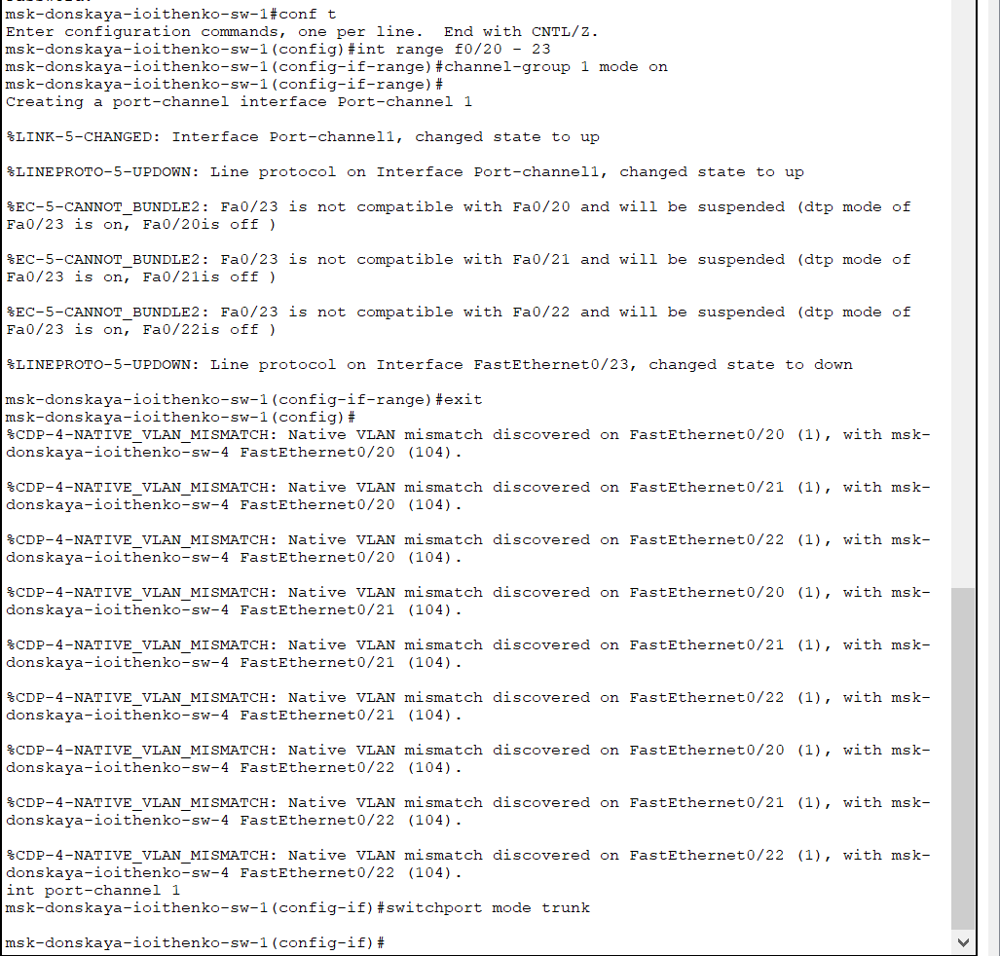 msk-donskaya-ioithenko-sw-1#conf t
Enter configuration commands, one per line.  End with CNTL/Z.
msk-donskaya-ioithenko-sw-1(config)#int range f0/20 - 23
msk-donskaya-ioithenko-sw-1(config-if-range)#channel-group 1 mode on
msk-donskaya-ioithenko-sw-1(config-if-range)#
Creating a port-channel interface Port-channel 1
%LINK-5-CHANGED: Interface Port-channel1, changed state to up
%LINEPROTO-5-UPDOWN: Line protocol on Interface Port-channel1, changed state to up
%EC-5-CANNOT_BUNDLE2: Fa0/23 is not compatible with Fa0/20 and will be suspended (dtp mode of
Fa0/23 is on, Fa0/20is off )
%EC-5-CANNOT_BUNDLE2: Fa0/23 is not compatible with Fa0/21 and will be suspended (dtp mode of
Fa0/23 is on, Fa0/21is off )
%EC-5-CANNOT_BUNDLE2: Fa0/23 is not compatible with Fa0/22 and will be suspended (dtp mode of
Fa0/23 is on, Fa0/22is off )
%LINEPROTO-5-UPDOWN: Line protocol on Interface FastEthernet0/23, changed state to down
msk-donskaya-ioithenko-sw-1(config-if-range)#exit
msk-donskaya-ioithenko-sw-1(config)#
%CDP-4-NATIVE_VLAN_MISMATCH: Native VLAN mismatch discovered on FastEthernet0/20 (1), with msk-
donskaya-ioithenko-sw-4 FastEthernet0/20 (104).
%CDP-4-NATIVE_VLAN_MISMATCH: Native VLAN mismatch discovered on FastEthernet0/21 (1), with msk-
donskaya-ioithenko-sw-4 FastEthernet0/20 (104).
%CDP-4-NATIVE_VLAN_MISMATCH: Native VLAN mismatch discovered on FastEthernet0/22 (1), with msk-
donskaya-ioithenko-sw-4 FastEthernet0/20 (104).
%CDP-4-NATIVE_VLAN_MISMATCH: Native VLAN mismatch discovered on FastEthernet0/20 (1), with msk-
donskaya-ioithenko-sw-4 FastEthernet0/21 (104).
%CDP-4-NATIVE_VLAN_MISMATCH: Native VLAN mismatch discovered on FastEthernet0/21 (1), with msk-
donskaya-ioithenko-sw-4 FastEthernet0/21 (104).
%CDP-4-NATIVE_VLAN_MISMATCH: Native VLAN mismatch discovered on FastEthernet0/22 (1), with msk-
donskaya-ioithenko-sw-4 FastEthernet0/21 (104).
%CDP-4-NATIVE_VLAN_MISMATCH: Native VLAN mismatch discovered on FastEthernet0/20 (1), with msk-
donskaya-ioithenko-sw-4 FastEthernet0/22 (104).
%CDP-4-NATIVE_VLAN_MISMATCH: Native VLAN mismatch discovered on FastEthernet0/21 (1), with msk-
donskaya-ioithenko-sw-4 FastEthernet0/22 (104).
%CDP-4-NATIVE_VLAN_MISMATCH: Native VLAN mismatch discovered on FastEthernet0/22 (1), with msk-
donskaya-ioithenko-sw-4 FastEthernet0/22 (104).
int port-channel 1
msk-donskaya-ioithenko-sw-1(config-if)#switchport mode trunk
msk-donskaya-ioithenko-sw-1(config-if)#